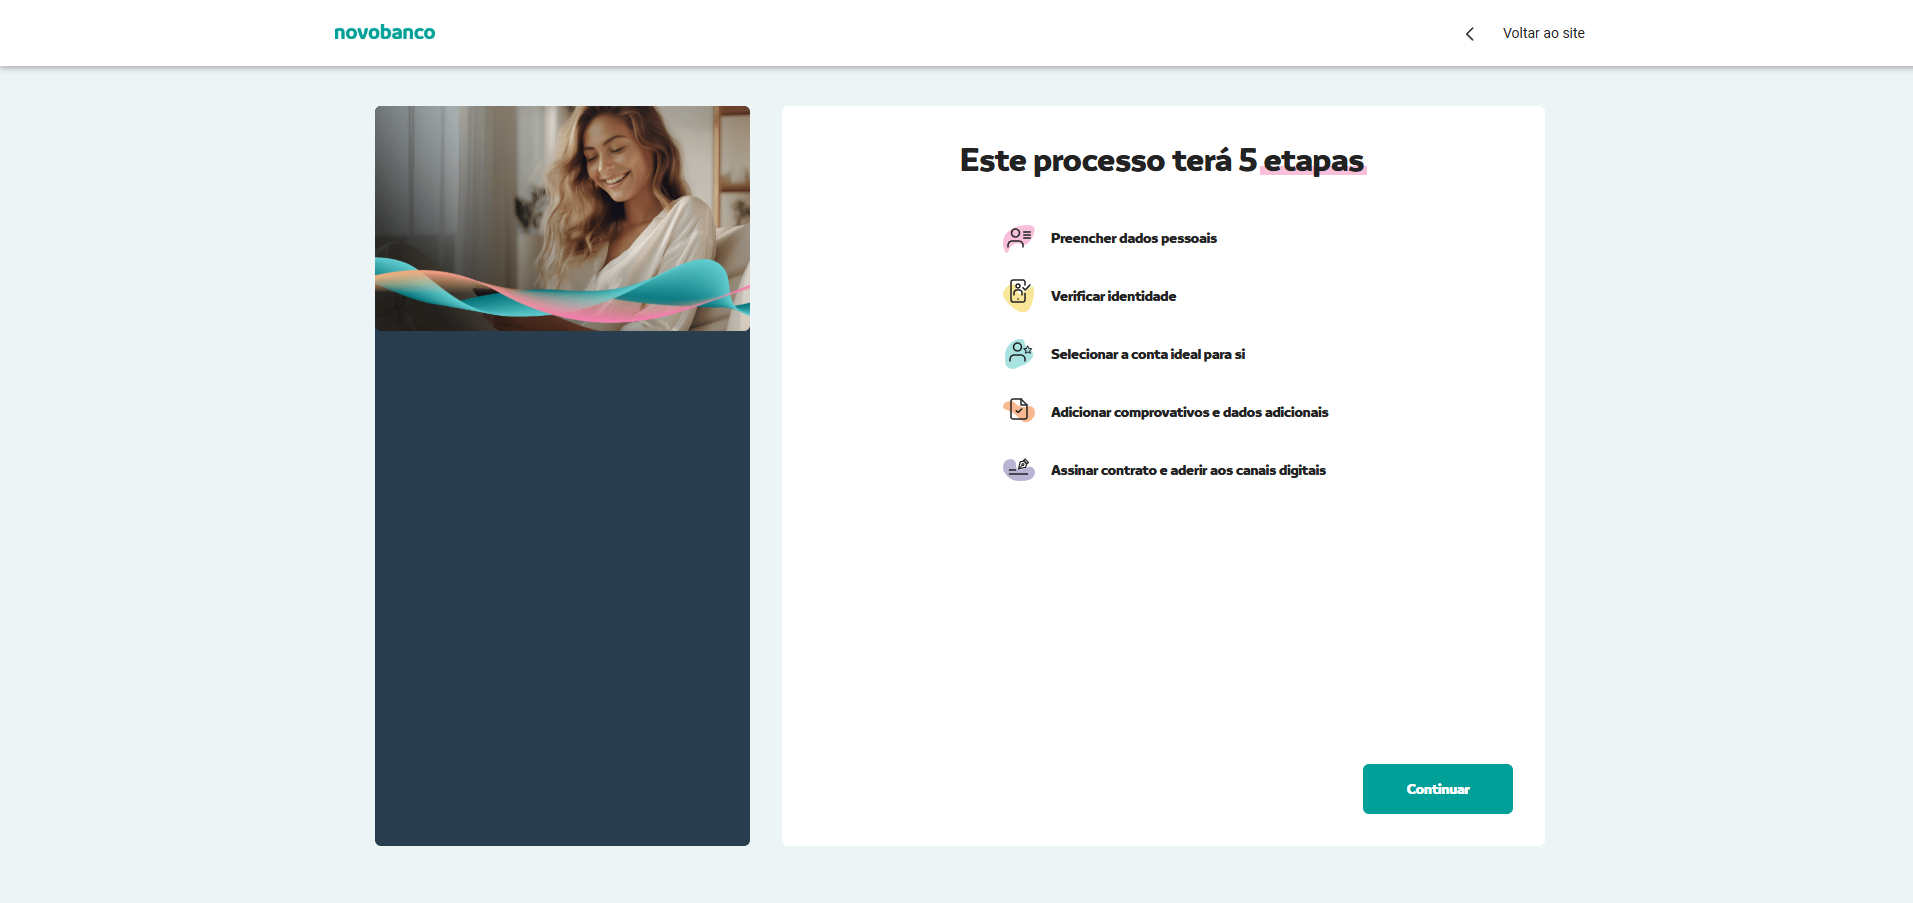 novobanco
Voltar ao site
Este processo terá 5 etapas
Preencher dados pessoais
Verificar identidade
Selecionar a conta ideal para si
Adicionar comprovativos e dados adicionais
Assinar contrato e aderir aos canais digitais
Continuar